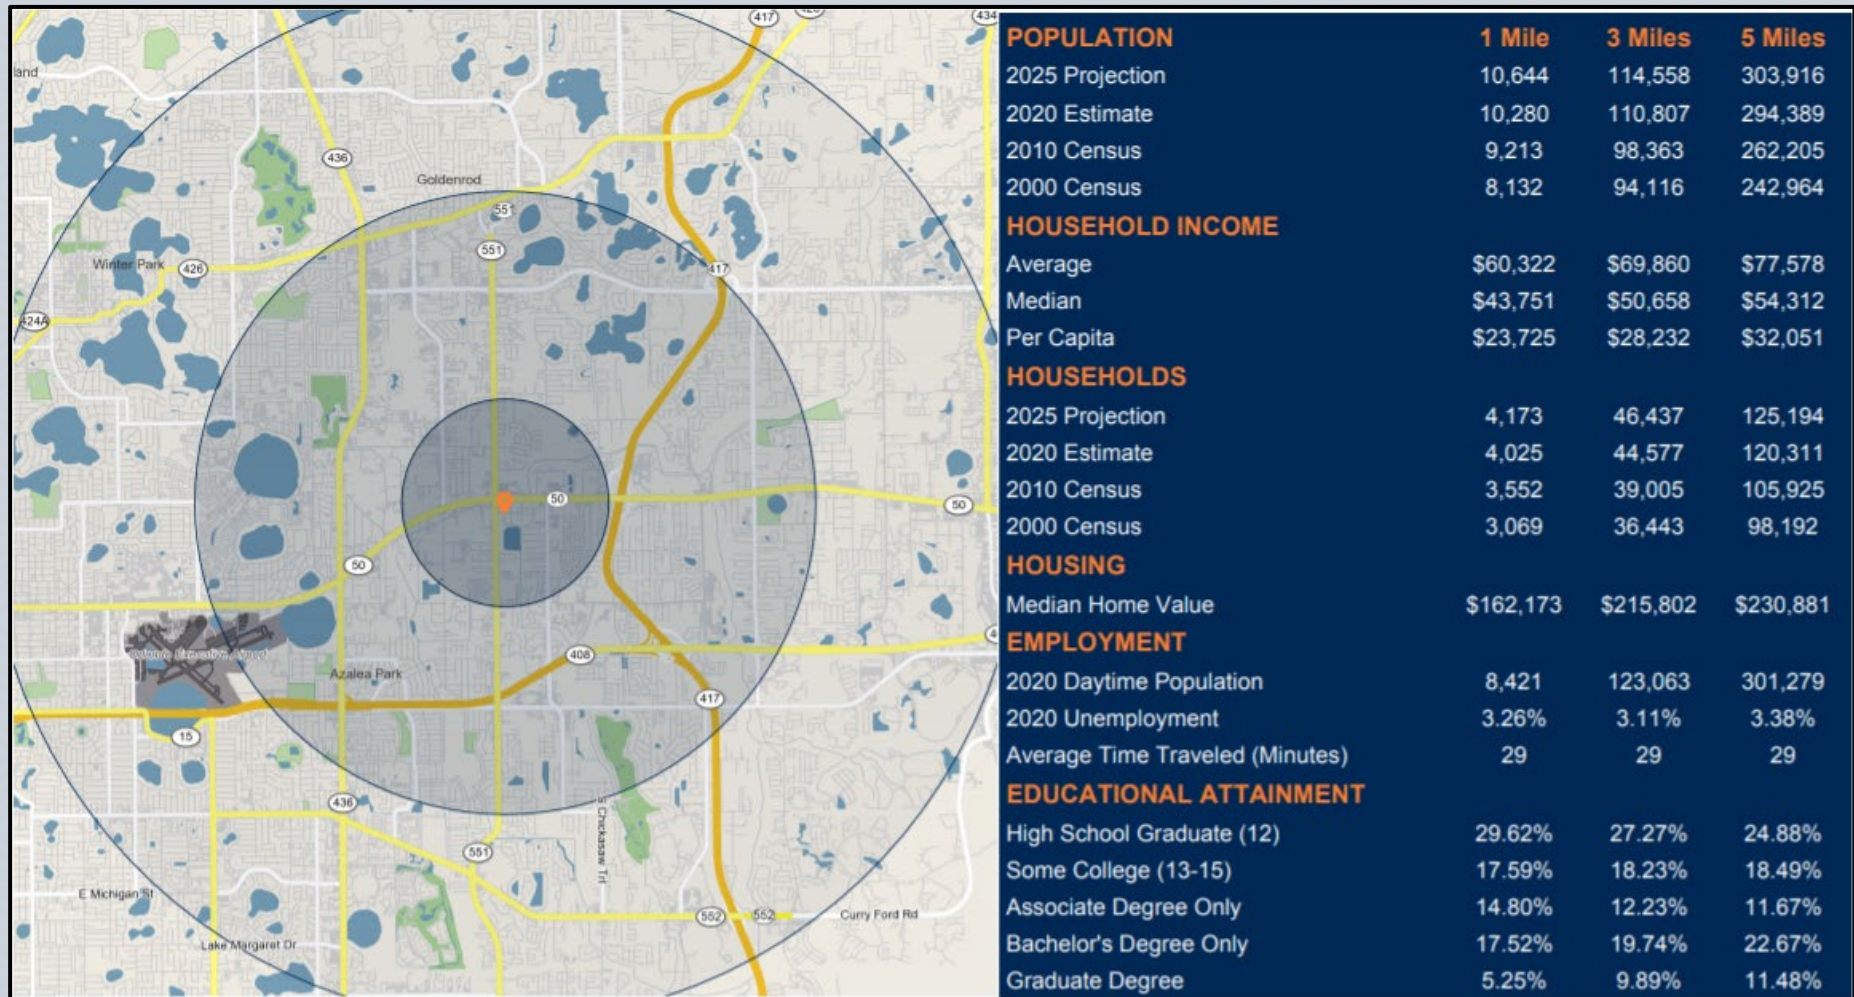 417
434
land
436
Goldenrod
551
551
Winter Park
426
417
424A
50
50
50
Orlando Executive Airport
408
Azalea Park
417
15
436
S Chickasaw Trl
551
E Michigan St
552
552
Curry Ford Rd
Lake Margaret Dr
POPULATION 1 Mile 3 Miles 5 Miles
2025 Projection 10,644 114,558 303,916
2020 Estimate 10,280 110,807 294,389
2010 Census 9,213 98,363 262,205
2000 Census 8,132 94,116 242,964
HOUSEHOLD INCOME
Average $60,322 $69,860 $77,578
Median $43,751 $50,658 $54,312
Per Capita $23,725 $28,232 $32,051
HOUSEHOLDS
2025 Projection 4,173 46,437 125,194
2020 Estimate 4,025 44,577 120,311
2010 Census 3,552 39,005 105,925
2000 Census 3,069 36,443 98,192
HOUSING
Median Home Value $162,173 $215,802 $230,881
EMPLOYMENT
2020 Daytime Population 8,421 123,063 301,279
2020 Unemployment 3.26% 3.11% 3.38%
Average Time Traveled (Minutes) 29 29 29
EDUCATIONAL ATTAINMENT
High School Graduate (12) 29.62% 27.27% 24.88%
Some College (13-15) 17.59% 18.23% 18.49%
Associate Degree Only 14.80% 12.23% 11.67%
Bachelor's Degree Only 17.52% 19.74% 22.67%
Graduate Degree 5.25% 9.89% 11.48%